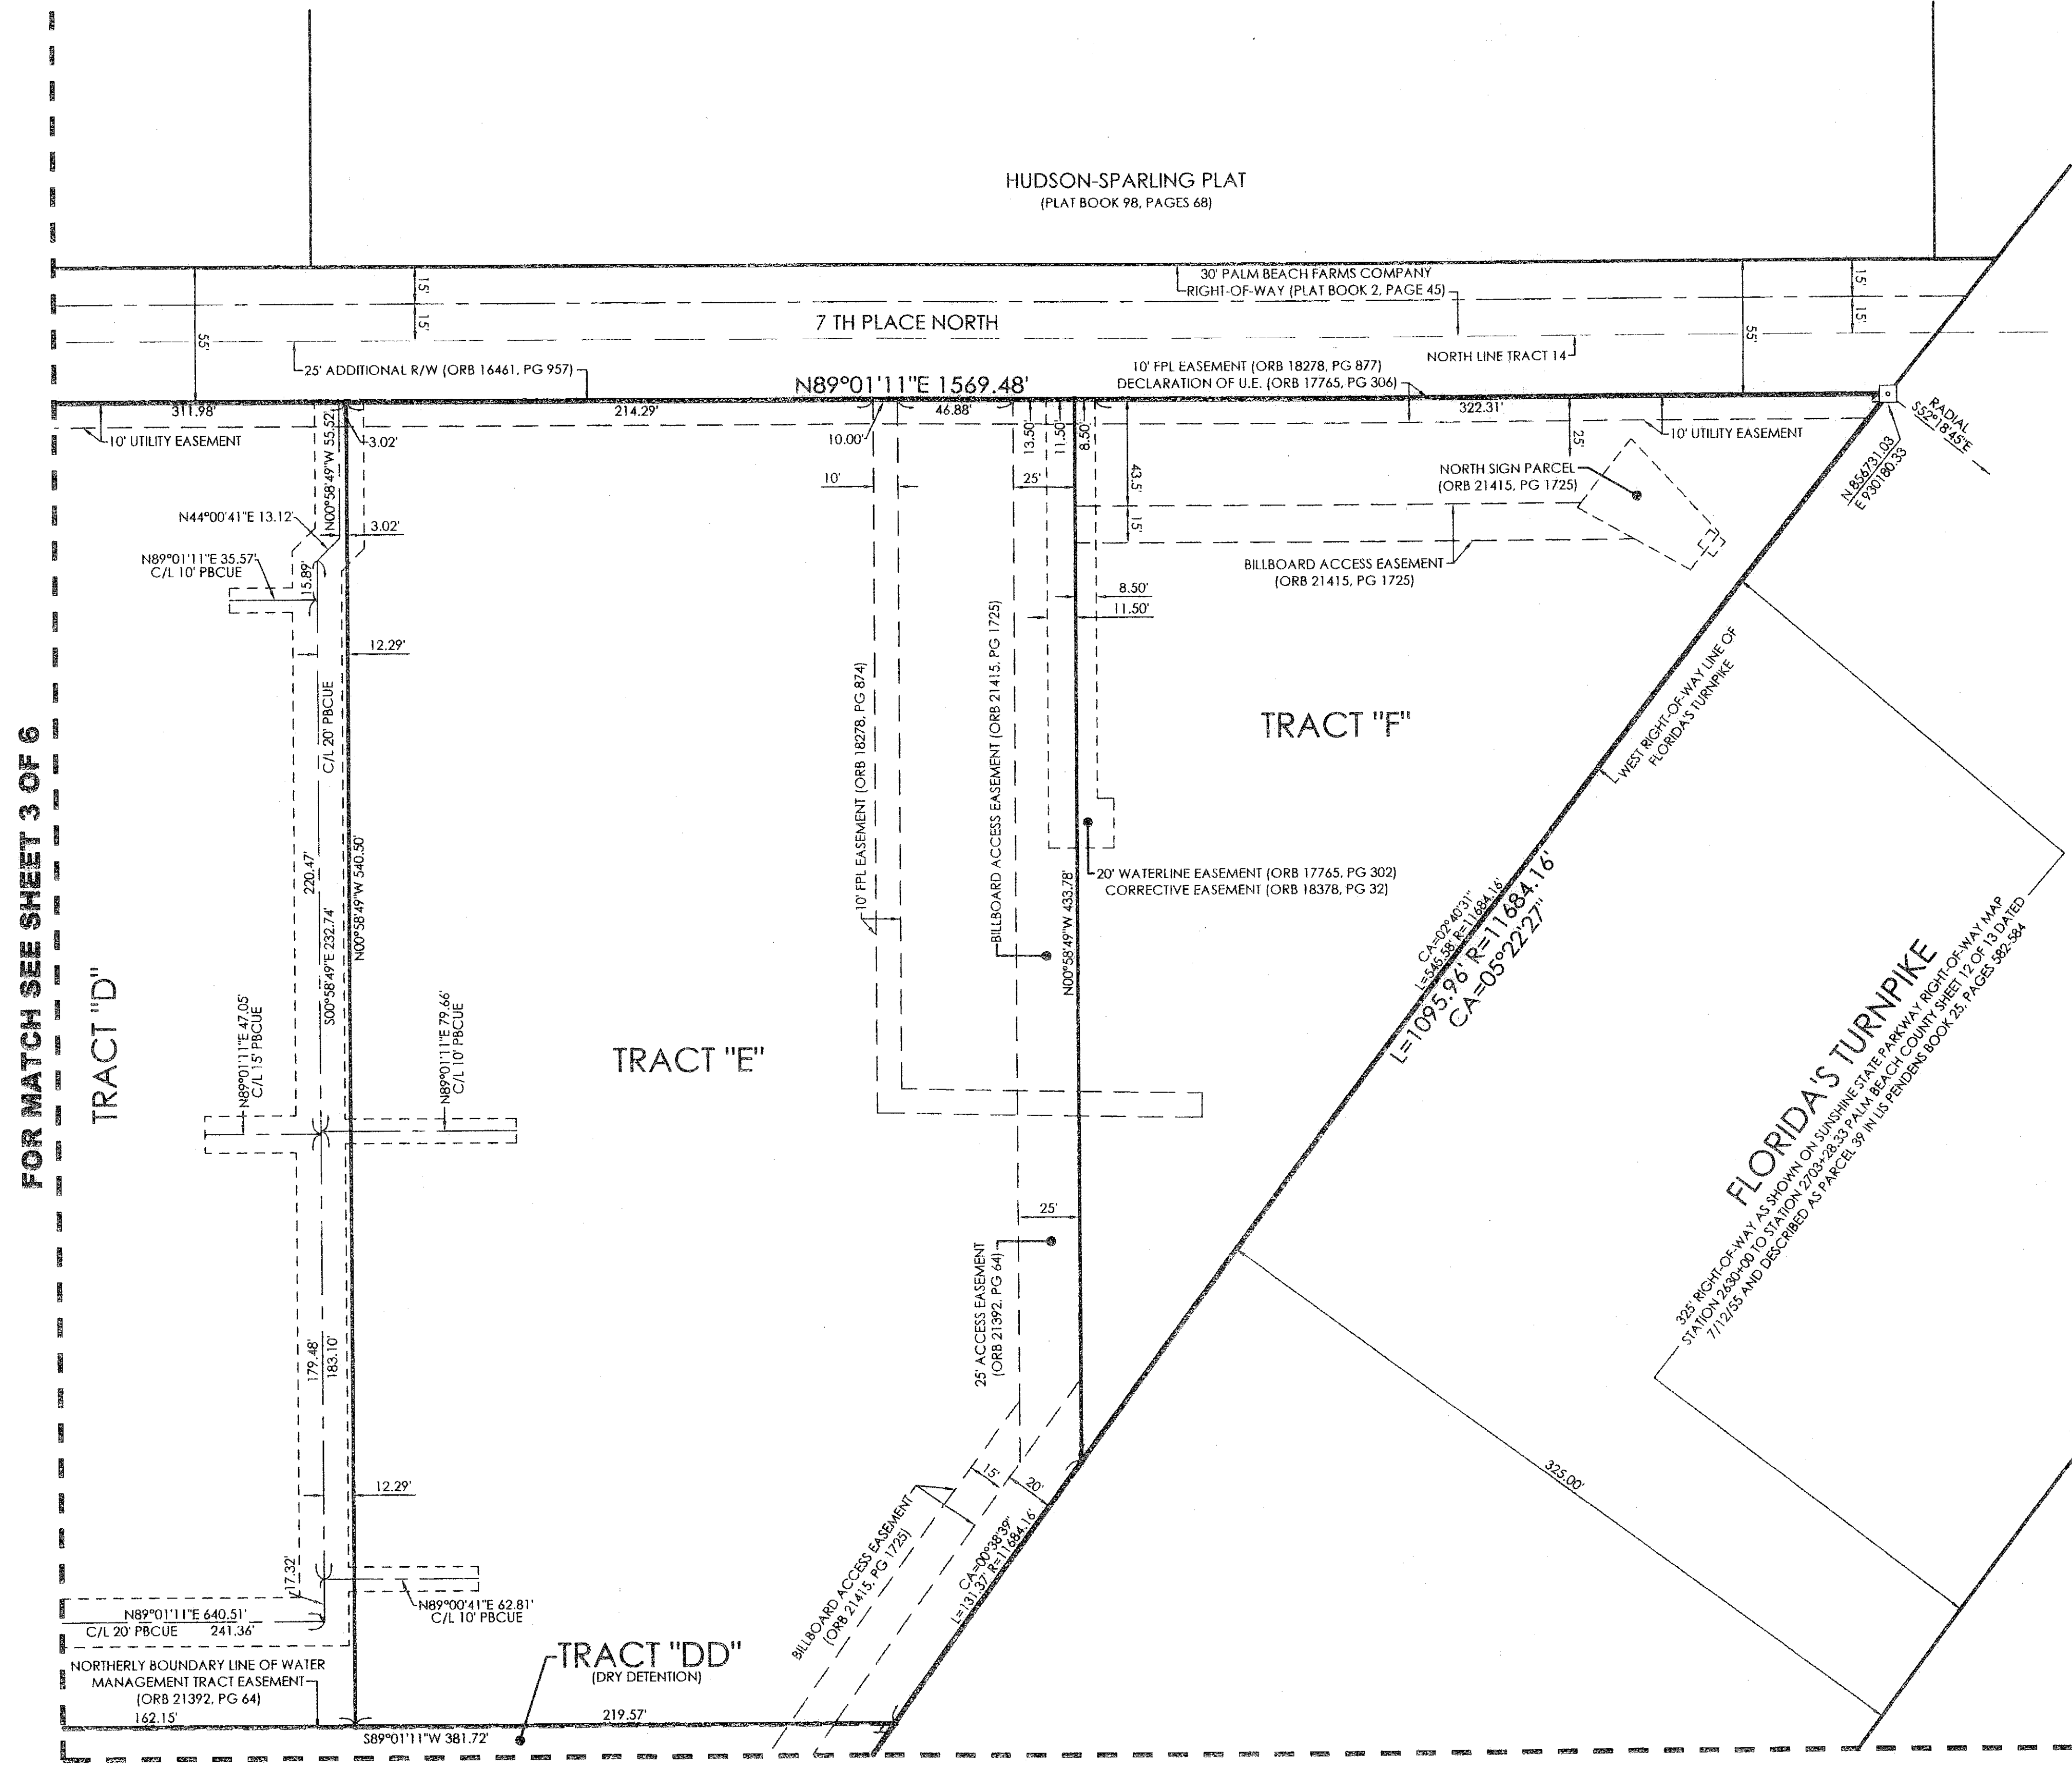 HUDSON-SPARLING PLAT
(PLAT BOOK 98, PAGES 68)
30' PALM BEACH FARMS COMPANY
RIGHT-OF-WAY (PLAT BOOK 2, PAGE 45)
15'
15'
15'
15'
55'
55'
7 TH PLACE NORTH
NORTH LINE TRACT 14
25' ADDITIONAL R/W (ORB 16461, PG 957)
10' FPL EASEMENT (ORB 18278, PG 877)
DECLARATION OF U.E. (ORB 17765, PG 306)
N89°01'11"E 1569.48'
311.98'
214.29'
46.88'
322.31'
10' UTILITY EASEMENT
3.02'
10.00'
13.50'
11.50'
8.50'
25'
10' UTILITY EASEMENT
RADIAL
S52°18'45"E
N 856731.03
E 930180.33
N00°58'49"W 55.52'
10'
25'
43.5'
15'
NORTH SIGN PARCEL
(ORB 21415, PG 1725)
N44°00'41"E 13.12'
3.02'
N89°01'11"E 35.57'
C/L 10' PBCUE
15.89'
BILLBOARD ACCESS EASEMENT
(ORB 21415, PG 1725)
8.50'
11.50'
12.29'
C/L 20' PBCUE
10' FPL EASEMENT (ORB 18278, PG 874)
BILLBOARD ACCESS EASEMENT (ORB 21415, PG 1725)
TRACT "F"
WEST RIGHT-OF-WAY LINE OF
FLORIDA'S TURNPIKE
FOR MATCH SEE SHEET 3 OF 6
220.47'
S00°58'49"E 232.74'
N00°58'49"W 540.50'
20' WATERLINE EASEMENT (ORB 17765, PG 302)
CORRECTIVE EASEMENT (ORB 18378, PG 32)
N00°58'49"W 433.78'
CA=02°40'31"
L=545.58' R=11684.16'
L=1095.96' R=11684.16'
CA=05°22'27"
TRACT "D"
N89°01'11"E 47.05'
C/L 15' PBCUE
N89°01'11"E 79.66'
C/L 10' PBCUE
TRACT "E"
FLORIDA'S TURNPIKE
325' RIGHT-OF-WAY AS SHOWN ON SUNSHINE STATE PARKWAY RIGHT-OF-WAY MAP
STATION 2630+00 TO STATION 2703+28.33 PALM BEACH COUNTY SHEET 12 OF 13 DATED
7/12/55 AND DESCRIBED AS PARCEL 39 IN LIS PENDENS BOOK 25, PAGES 582-584
25'
25' ACCESS EASEMENT
(ORB 21392, PG 64)
179.48'
183.10'
12.29'
15'
20'
325.00'
BILLBOARD ACCESS EASEMENT
(ORB 21415, PG 1725)
CA=00°38'39"
L=131.37' R=11684.16'
17.32'
N89°00'41"E 62.81'
C/L 10' PBCUE
N89°01'11"E 640.51'
C/L 20' PBCUE 241.36'
TRACT "DD"
(DRY DETENTION)
NORTHERLY BOUNDARY LINE OF WATER
MANAGEMENT TRACT EASEMENT
(ORB 21392, PG 64)
162.15'
219.57'
S89°01'11"W 381.72'